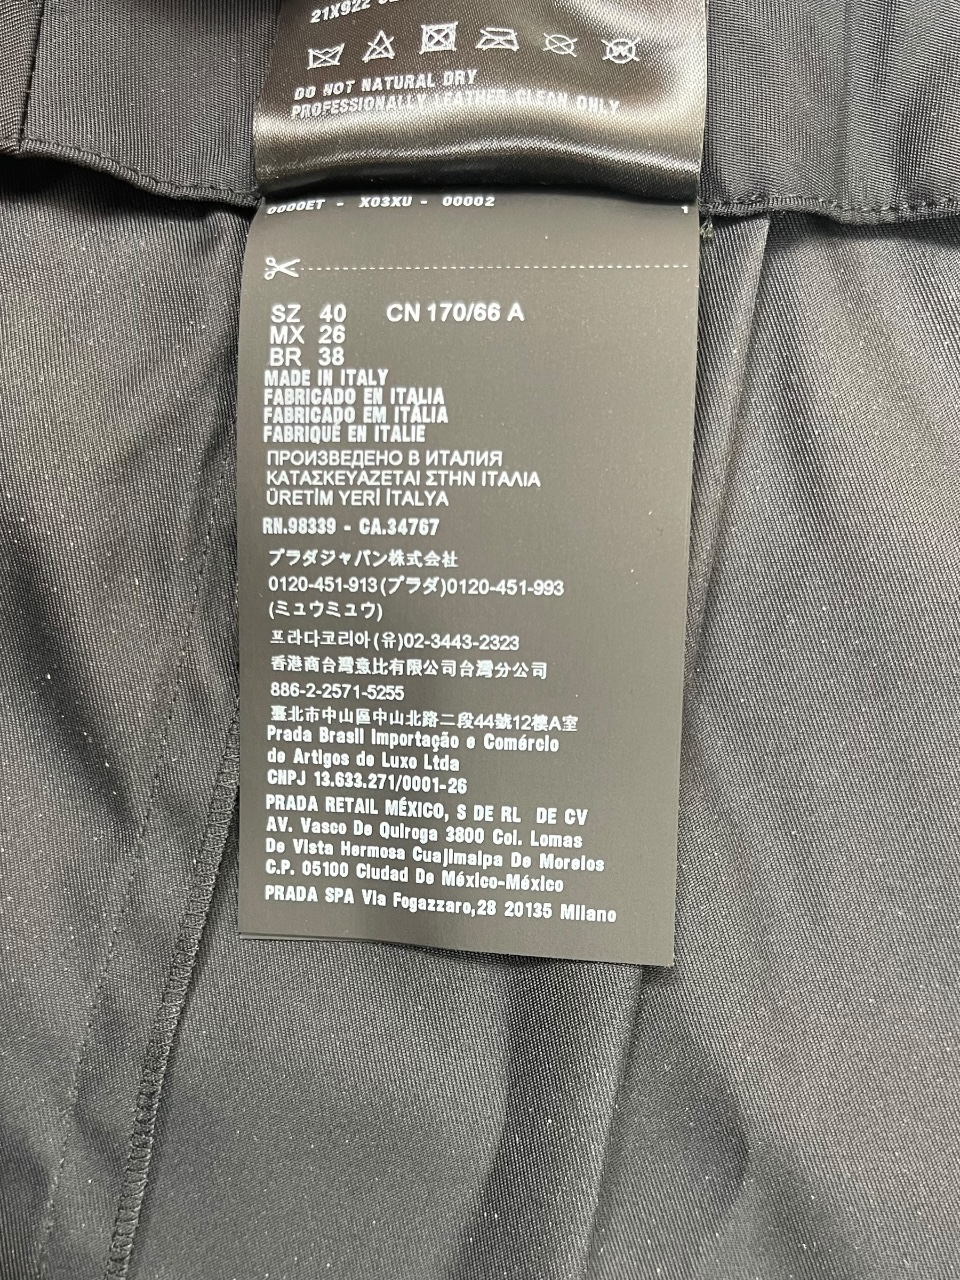 21X922
DO NOT NATURAL DRY
PROFESSIONALLY LEATHER CLEAN ONLY
0000ET - X03XU - 00002
1
SZ 40 CN 170/66 A
MX 26
BR 38
MADE IN ITALY
FABRICADO EN ITALIA
FABRICADO EM ITÁLIA
FABRIQUÉ EN ITALIE
ПРОИЗВЕДЕНО В ИТАЛИЯ
ΚΑΤΑΣΚΕΥΑΖΕΤΑΙ ΣΤΗΝ ΙΤΑΛΙΑ
ÜRETİM YERİ İTALYA
RN.98339 - CA.34767
プラダジャパン株式会社
0120-451-913(プラダ)0120-451-993
(ミュウミュウ)
프라다코리아(유)02-3443-2323
香港商台灣意比有限公司台灣分公司
886-2-2571-5255
臺北市中山區中山北路二段44號12樓A室
Prada Brasil Importação e Comércio
de Artigos de Luxo Ltda
CNPJ 13.633.271/0001-26
PRADA RETAIL MÉXICO, S DE RL DE CV
AV. Vasco De Quiroga 3800 Col. Lomas
De Vista Hermosa Cuajimalpa De Morelos
C.P. 05100 Ciudad De México-México
PRADA SPA Via Fogazzaro,28 20135 Milano